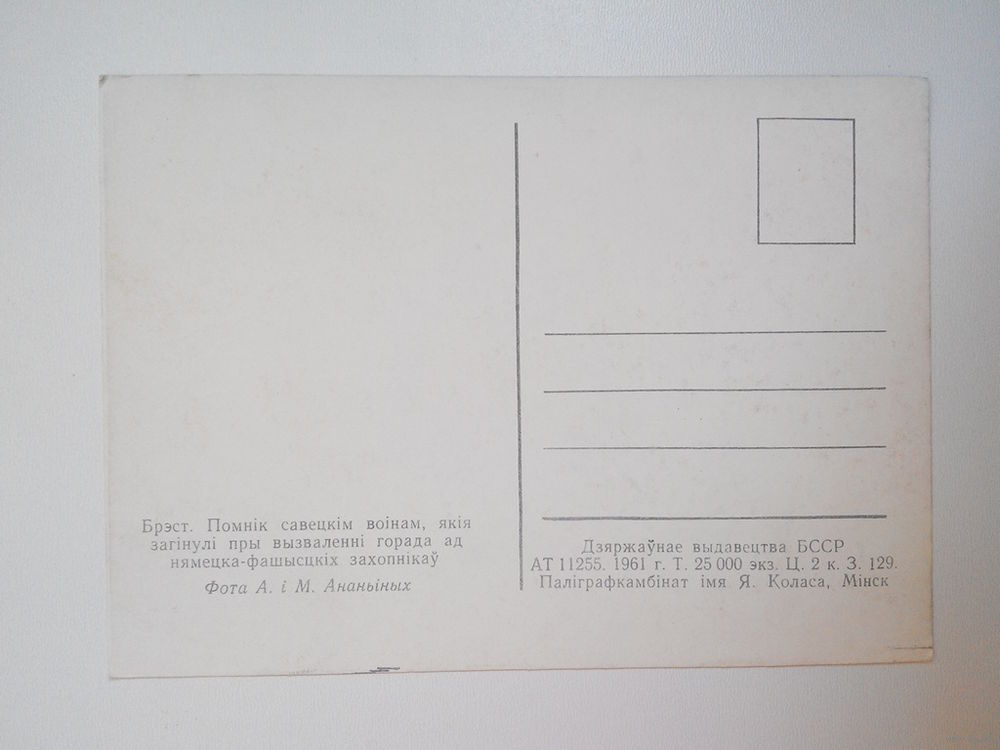 Брэст. Помнік савецкім воінам, якія
загінулі пры вызваленні горада ад
нямецка-фашысцкіх захопнікаў
Фота А. і М. Ананьіных
Дзяржаўнае выдавецтва БССР
АТ 11255. 1961 г. Т. 25 000 экз. Ц. 2 к. З. 129.
Паліграфкамбінат імя Я. Коласа, Мінск